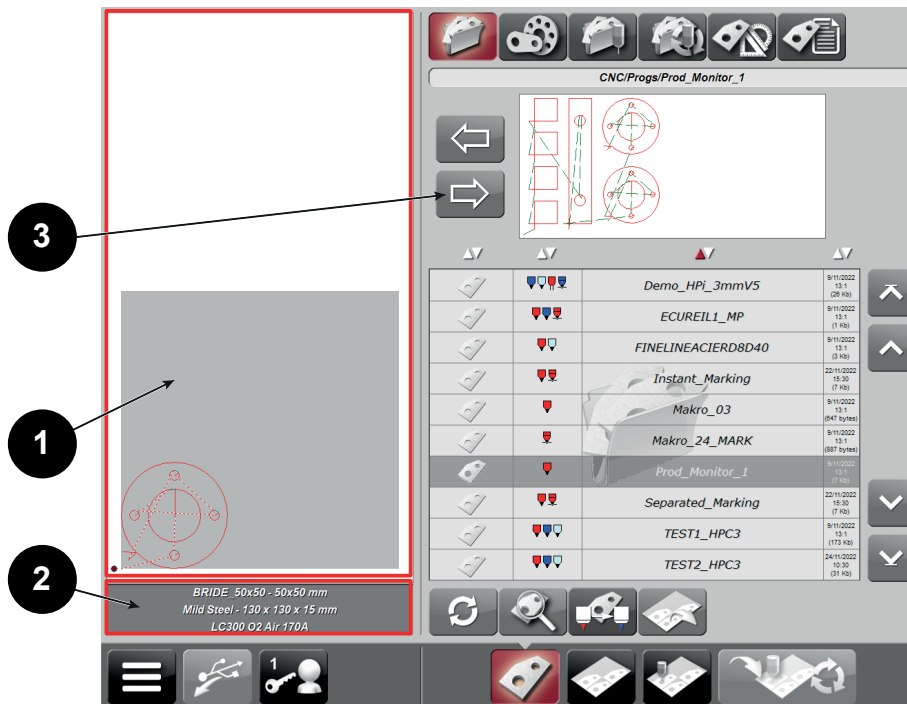 CNC/Progs/Prod_Monitor_1
3
Demo_HPi_3mmV5
9/11/2022
13:1
(26 Kb)
ECUREIL1_MP
9/11/2022
13:1
(1 Kb)
FINELINEACIERD8D40
9/11/2022
13:1
(3 Kb)
Instant_Marking
22/11/2022
15:30
(7 Kb)
1
Makro_03
9/11/2022
13:1
(647 bytes)
Makro_24_MARK
9/11/2022
13:1
(887 bytes)
Prod_Monitor_1
9/11/2022
13:1
(7 Kb)
Separated_Marking
22/11/2022
15:30
(7 Kb)
TEST1_HPC3
9/11/2022
13:1
(173 Kb)
TEST2_HPC3
24/11/2022
10:30
(31 Kb)
2
BRIDE_50x50 - 50x50 mm
Mild Steel - 130 x 130 x 15 mm
LC300 O2 Air 170A
1